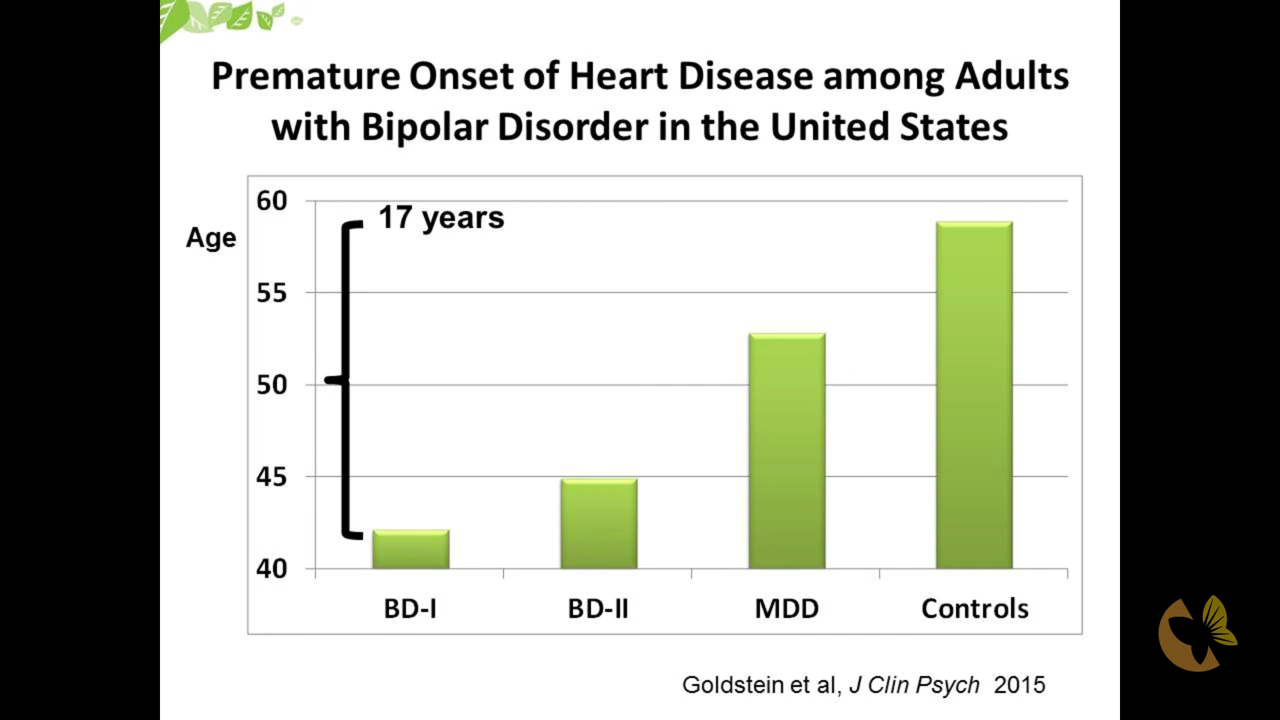 Premature Onset of Heart Disease among Adults
with Bipolar Disorder in the United States
60
17 years
Age
55
50
45
40
BD-I BD-II MDD Controls
Goldstein et al, J Clin Psych 2015